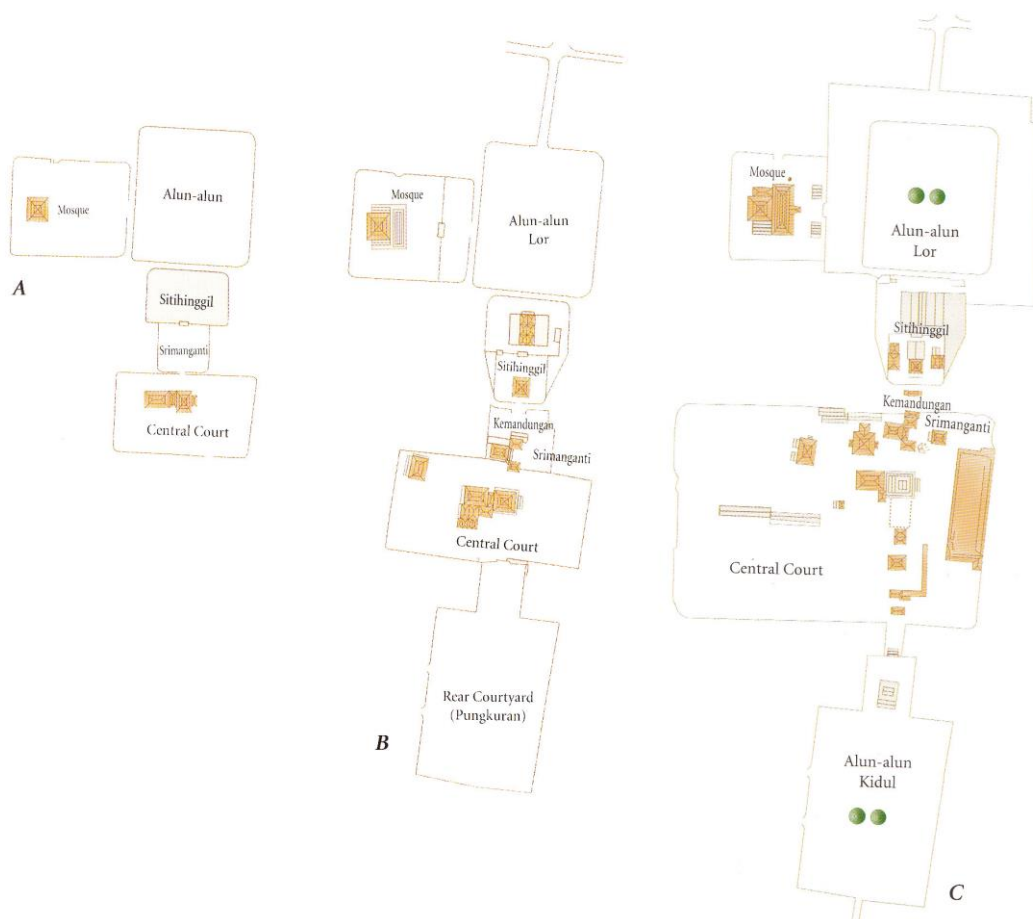 Mosque
Alun-alun
A
Sitihinggil
Srimanganti
Central Court
Mosque
Alun-alun
Lor
Sitihinggil
Kemandungan
Srimanganti
Central Court
Rear Courtyard
(Pungkuran)
B
Mosque
Alun-alun
Lor
Sitihinggil
Kemandungan
Srimanganti
Central Court
Alun-alun
Kidul
C